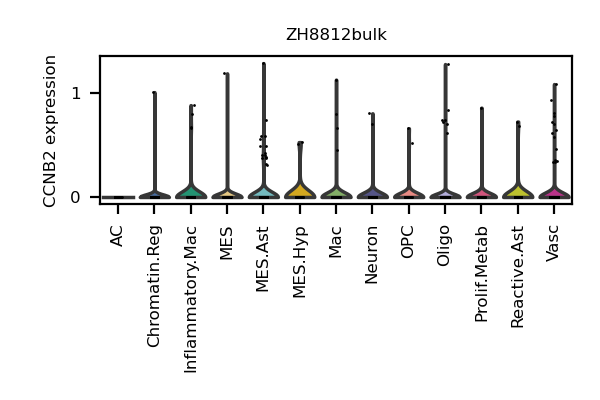 ZH8812bulk
CCNB2 expression
1
0
AC
Chromatin.Reg
Inflammatory.Mac
MES
MES.Ast
MES.Hyp
Mac
Neuron
OPC
Oligo
Prolif.Metab
Reactive.Ast
Vasc